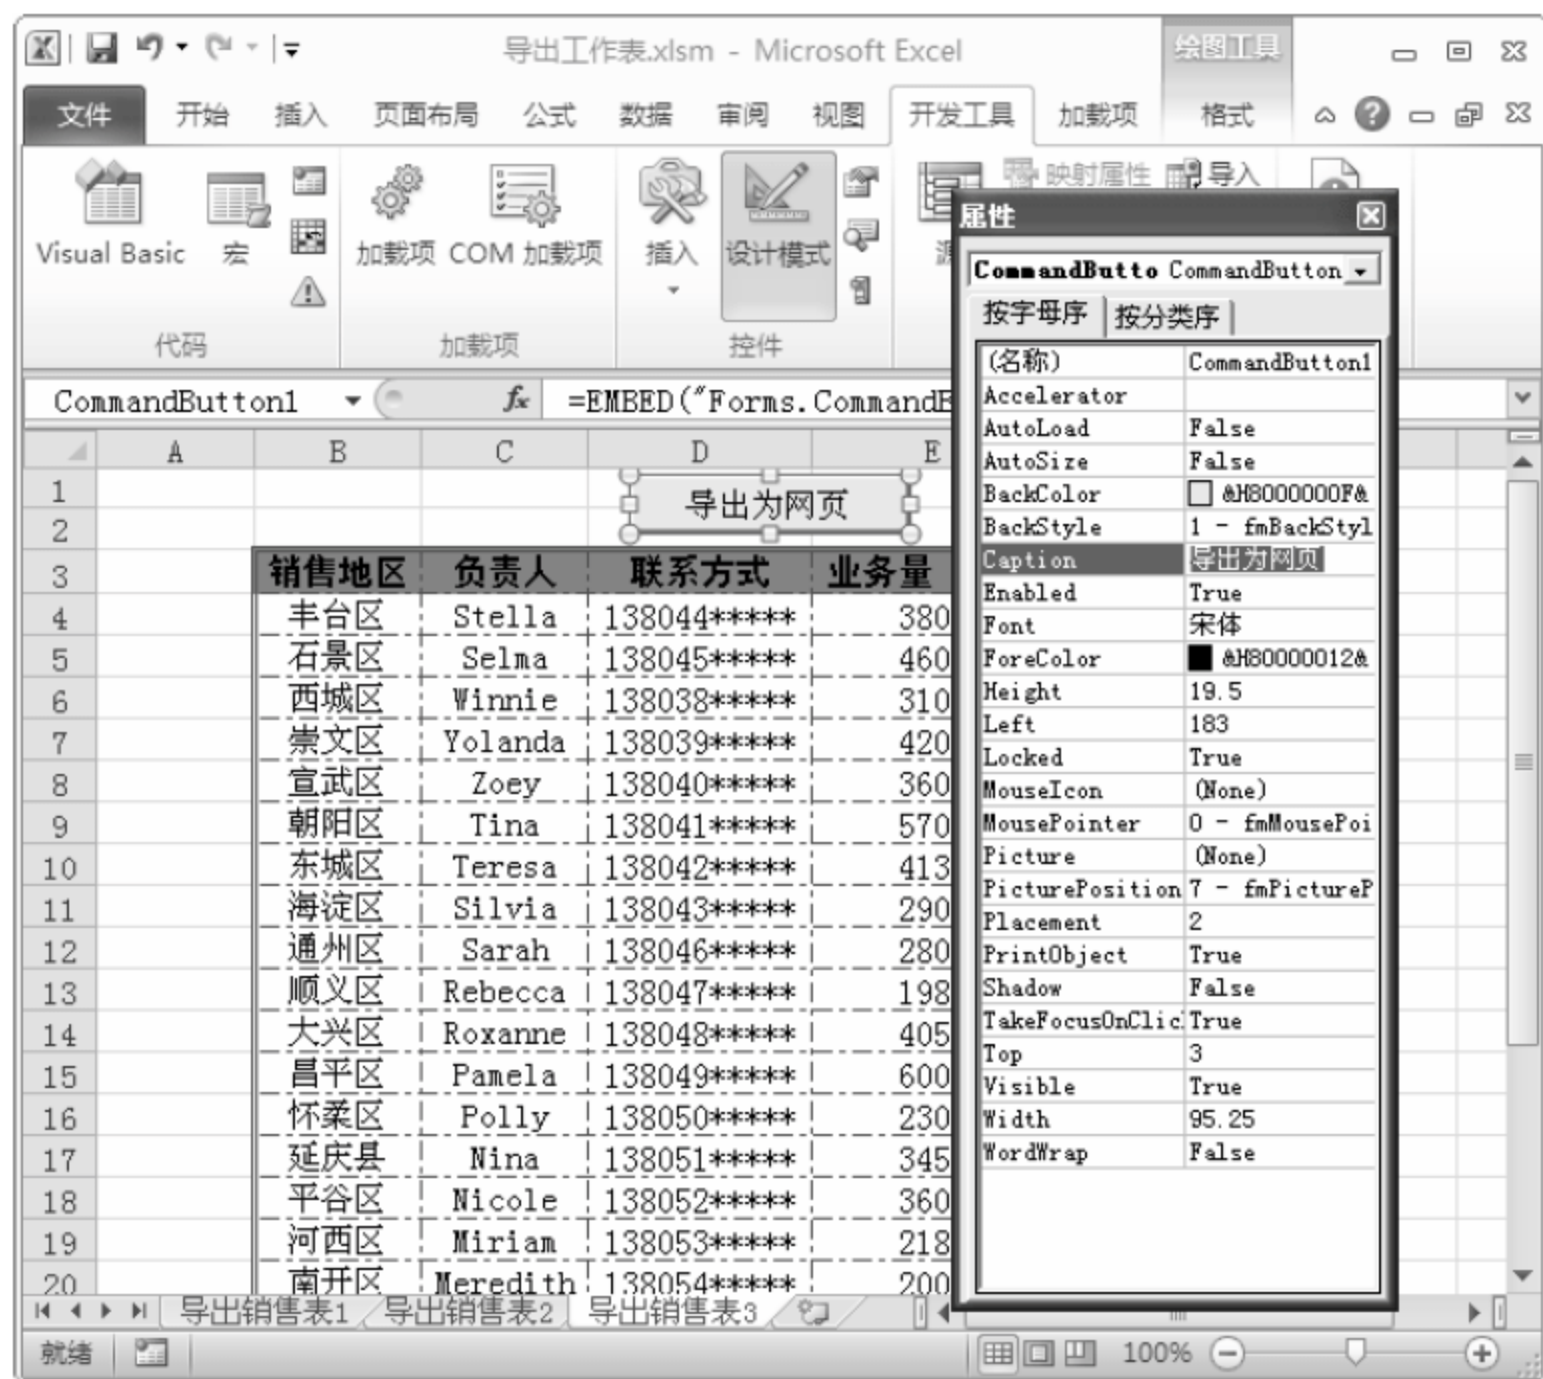 导出工作表.xlsm - Microsoft Excel
绘图工具
文件 开始 插入 页面布局 公式 数据 审阅 视图 开发工具 加载项 格式
映射属性 导入
Visual Basic 宏 加载项 COM 加载项 插入 设计模式 源
代码 加载项 控件
CommandButton1 fx =EMBED("Forms.CommandB
A B C D E
1 导出为网页
2
3 销售地区 负责人 联系方式 业务量
4 丰台区 Stella 138044***** 380
5 石景区 Selma 138045***** 460
6 西城区 Winnie 138038***** 310
7 崇文区 Yolanda 138039***** 420
8 宣武区 Zoey 138040***** 360
9 朝阳区 Tina 138041***** 570
10 东城区 Teresa 138042***** 413
11 海淀区 Silvia 138043***** 290
12 通州区 Sarah 138046***** 280
13 顺义区 Rebecca 138047***** 198
14 大兴区 Roxanne 138048***** 405
15 昌平区 Pamela 138049***** 600
16 怀柔区 Polly 138050***** 230
17 延庆县 Nina 138051***** 345
18 平谷区 Nicole 138052***** 360
19 河西区 Miriam 138053***** 218
20 南开区 Meredith 138054***** 200
导出销售表1 导出销售表2 导出销售表3
就绪 100%
属性
CommandButto CommandButton
按字母序 按分类序
(名称) CommandButton1
Accelerator
AutoLoad False
AutoSize False
BackColor &H8000000F&
BackStyle 1 - fmBackStyl
Caption 导出为网页
Enabled True
Font 宋体
ForeColor &H80000012&
Height 19.5
Left 183
Locked True
MouseIcon (None)
MousePointer 0 - fmMousePoi
Picture (None)
PicturePosition 7 - fmPictureP
Placement 2
PrintObject True
Shadow False
TakeFocusOnClic True
Top 3
Visible True
Width 95.25
WordWrap False